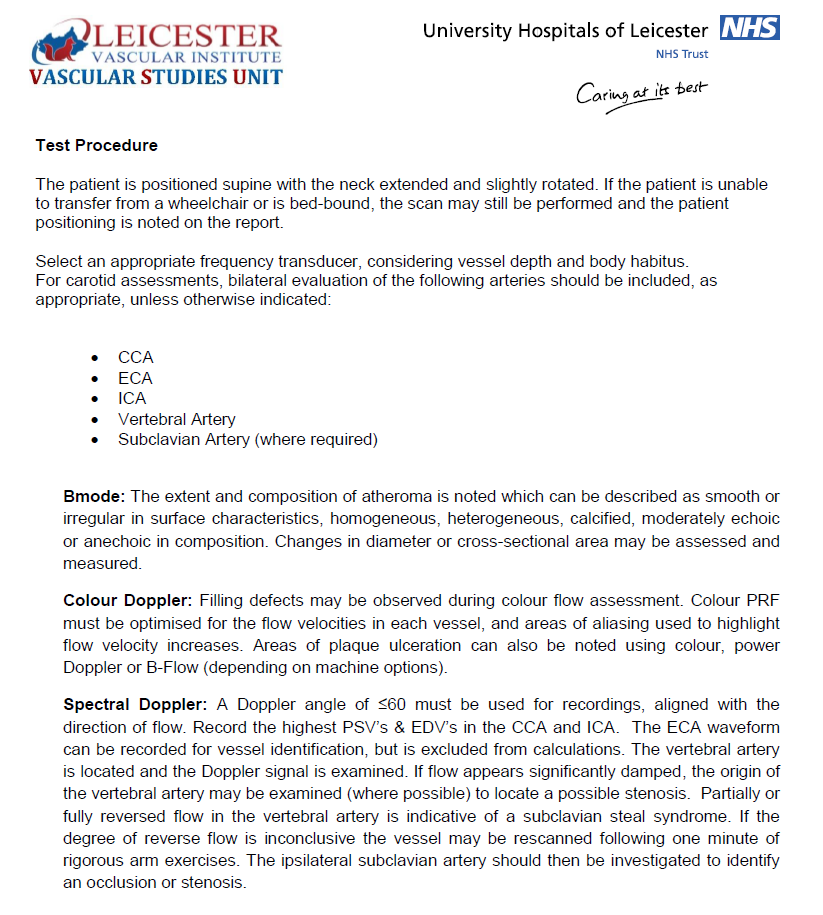 LEICESTER
VASCULAR INSTITUTE
VASCULAR STUDIES UNIT
University Hospitals of Leicester NHS
NHS Trust
Caring at its best
Test Procedure
The patient is positioned supine with the neck extended and slightly rotated. If the patient is unable
to transfer from a wheelchair or is bed-bound, the scan may still be performed and the patient
positioning is noted on the report.
Select an appropriate frequency transducer, considering vessel depth and body habitus.
For carotid assessments, bilateral evaluation of the following arteries should be included, as
appropriate, unless otherwise indicated:
• CCA
• ECA
• ICA
• Vertebral Artery
• Subclavian Artery (where required)
Bmode: The extent and composition of atheroma is noted which can be described as smooth or
irregular in surface characteristics, homogeneous, heterogeneous, calcified, moderately echoic
or anechoic in composition. Changes in diameter or cross-sectional area may be assessed and
measured.
Colour Doppler: Filling defects may be observed during colour flow assessment. Colour PRF
must be optimised for the flow velocities in each vessel, and areas of aliasing used to highlight
flow velocity increases. Areas of plaque ulceration can also be noted using colour, power
Doppler or B-Flow (depending on machine options).
Spectral Doppler: A Doppler angle of ≤60 must be used for recordings, aligned with the
direction of flow. Record the highest PSV's & EDV's in the CCA and ICA. The ECA waveform
can be recorded for vessel identification, but is excluded from calculations. The vertebral artery
is located and the Doppler signal is examined. If flow appears significantly damped, the origin of
the vertebral artery may be examined (where possible) to locate a possible stenosis. Partially or
fully reversed flow in the vertebral artery is indicative of a subclavian steal syndrome. If the
degree of reverse flow is inconclusive the vessel may be rescanned following one minute of
rigorous arm exercises. The ipsilateral subclavian artery should then be investigated to identify
an occlusion or stenosis.